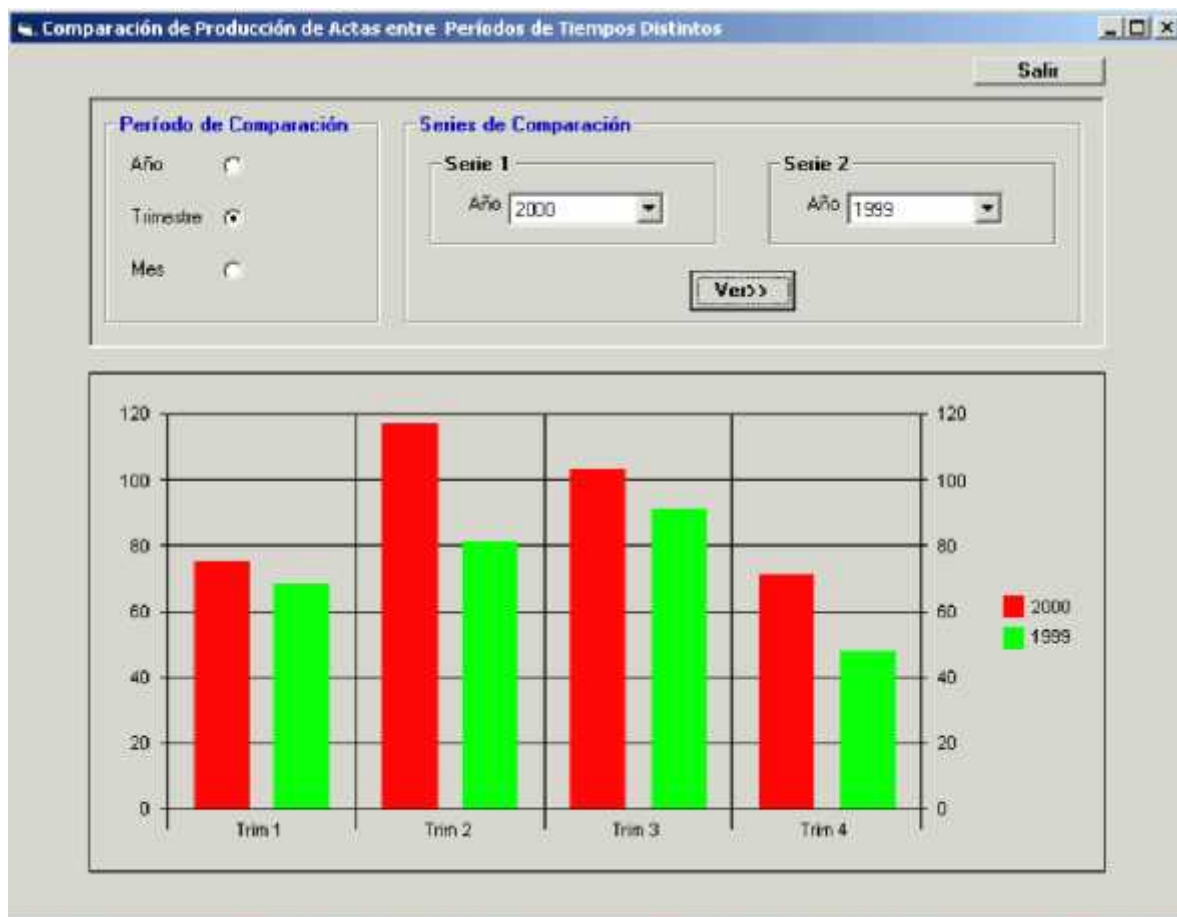 Comparación de Producción de Actas entre Períodos de Tiempos Distintos
Salir
Período de Comparación
Año
Trimestre
Mes
Series de Comparación
Serie 1
Año 2000
Serie 2
Año 1999
Ver>>
120 120
100 100
80 80
60 60
40 40
20 20
0 0
Trim 1 Trim 2 Trim 3 Trim 4
2000
1999